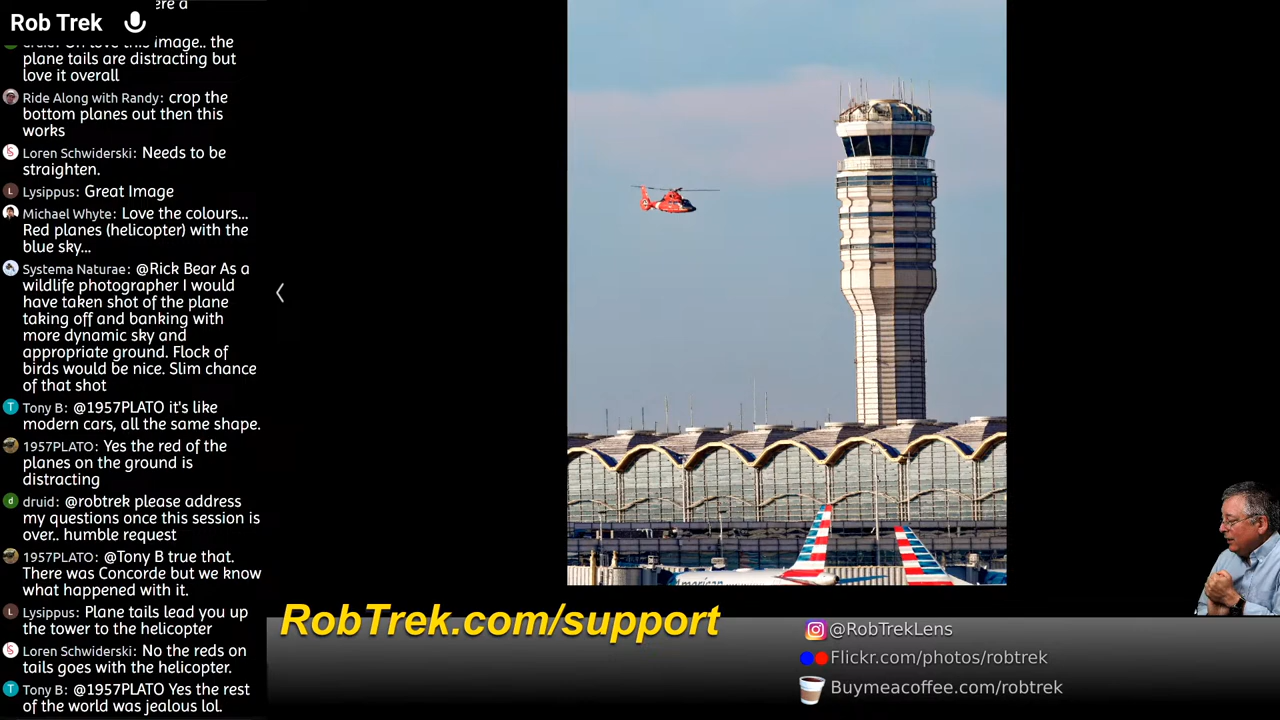 Rob Trek
ere a
druid: Oh love this image.. the
plane tails are distracting but
love it overall
Ride Along with Randy: crop the
bottom planes out then this
works
Loren Schwiderski: Needs to be
straighten.
Lysippus: Great Image
Michael Whyte: Love the colours...
Red planes (helicopter) with the
blue sky...
Systema Naturae: @Rick Bear As a
wildlife photographer I would
have taken shot of the plane
taking off and banking with
more dynamic sky and
appropriate ground. Flock of
birds would be nice. Slim chance
of that shot
Tony B: @1957PLATO it's like
modern cars, all the same shape.
1957PLATO: Yes the red of the
planes on the ground is
distracting
druid: @robtrek please address
my questions once this session is
over.. humble request
1957PLATO: @Tony B true that.
There was Concorde but we know
what happened with it.
Lysippus: Plane tails lead you up
the tower to the helicopter
Loren Schwiderski: No the reds on
tails goes with the helicopter.
Tony B: @1957PLATO Yes the rest
of the world was jealous lol.
American
RobTrek.com/support
@RobTrekLens
Flickr.com/photos/robtrek
Buymeacoffee.com/robtrek